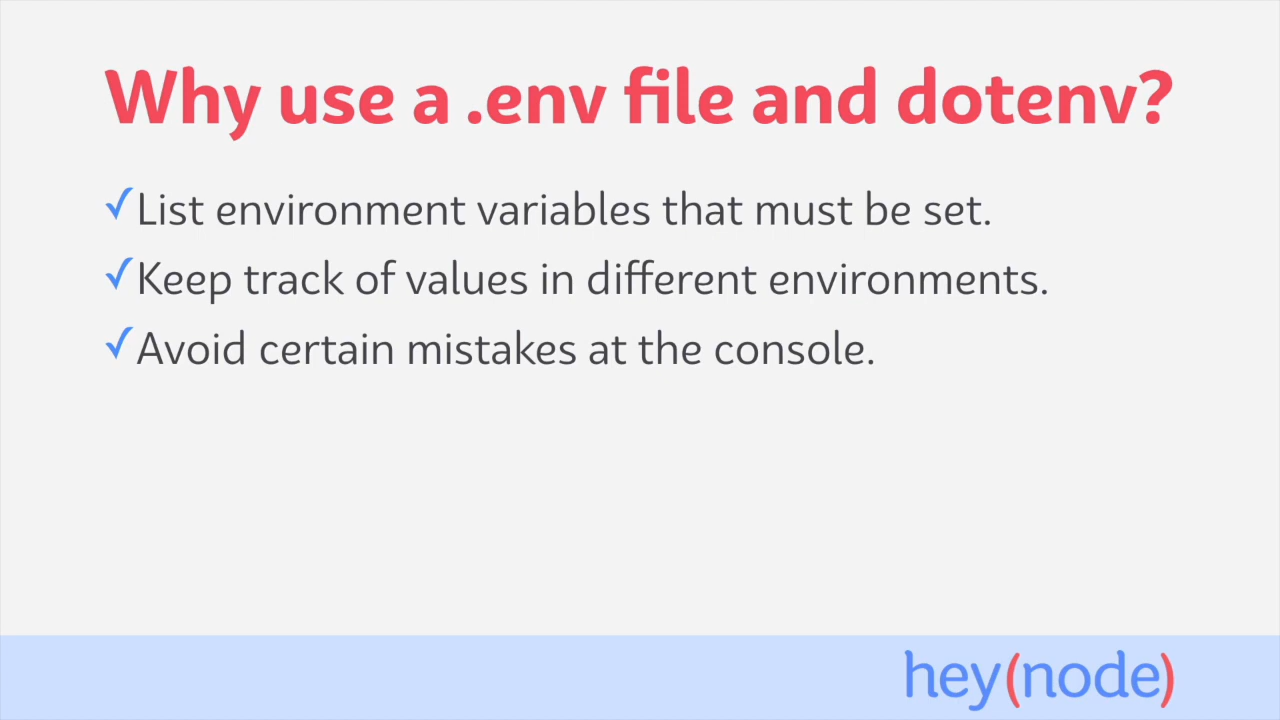 Why use a .env file and dotenv?
✓List environment variables that must be set.
✓Keep track of values in different environments.
✓Avoid certain mistakes at the console.
hey(node)